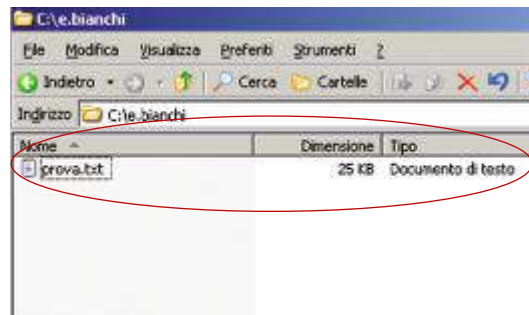 C:\e.bianchi
File Modifica Visualizza Preferiti Strumenti ?
Indietro Cerca Cartelle
Indirizzo C:\e.bianchi
Nome Dimensione Tipo
prova.txt 25 KB Documento di testo